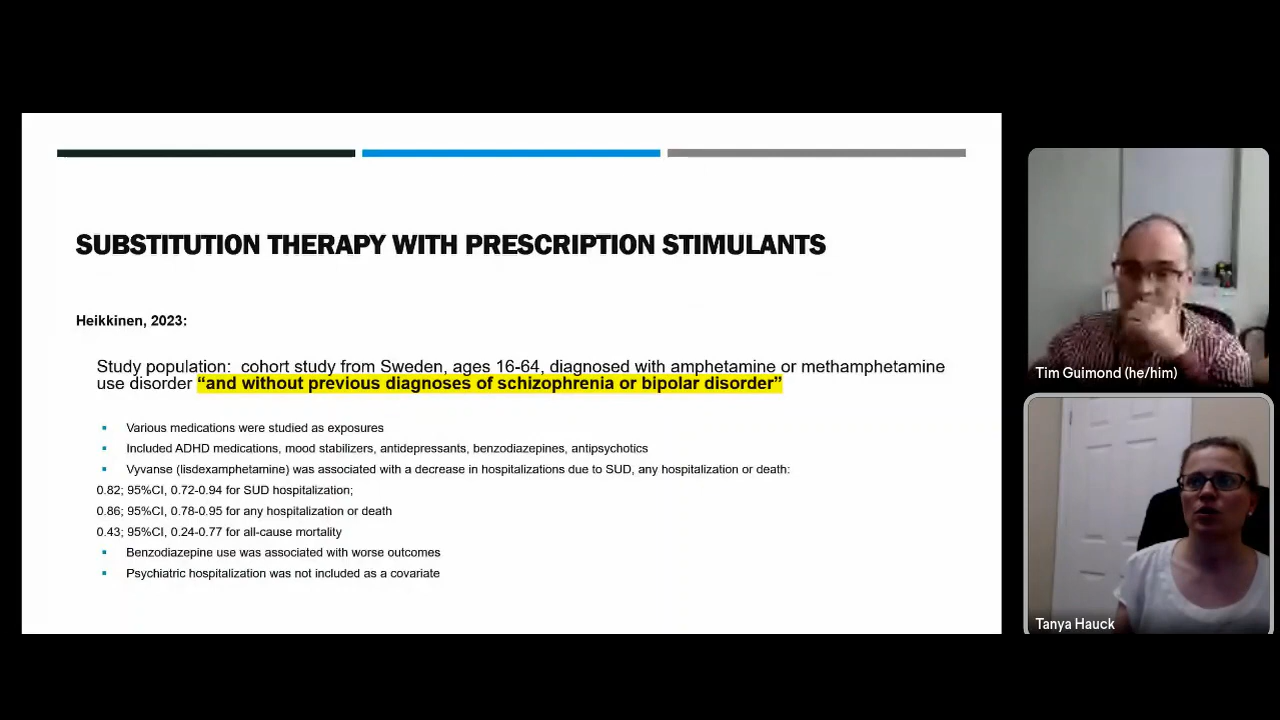 SUBSTITUTION THERAPY WITH PRESCRIPTION STIMULANTS
Heikkinen, 2023:
Study population:  cohort study from Sweden, ages 16-64, diagnosed with amphetamine or methamphetamine
use disorder “and without previous diagnoses of schizophrenia or bipolar disorder”
▪ Various medications were studied as exposures
▪ Included ADHD medications, mood stabilizers, antidepressants, benzodiazepines, antipsychotics
▪ Vyvanse (lisdexamphetamine) was associated with a decrease in hospitalizations due to SUD, any hospitalization or death:
0.82; 95%CI, 0.72-0.94 for SUD hospitalization;
0.86; 95%CI, 0.78-0.95 for any hospitalization or death
0.43; 95%CI, 0.24-0.77 for all-cause mortality
▪ Benzodiazepine use was associated with worse outcomes
▪ Psychiatric hospitalization was not included as a covariate
Tim Guimond (he/him)
Tanya Hauck